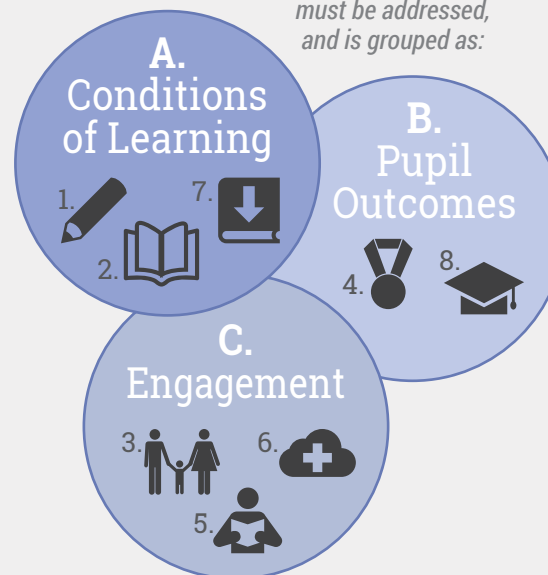 must be addressed,
and is grouped as:
A.
Conditions
of Learning
1.
7.
2.
B.
Pupil
Outcomes
4.
8.
C.
Engagement
3.
6.
5.